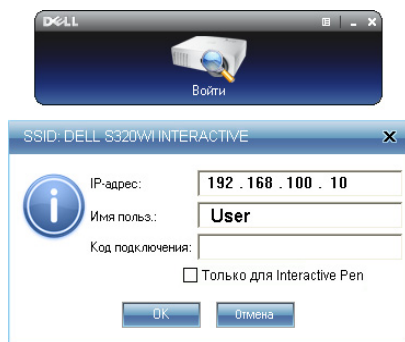 DELL
Войти
SSID: DELL S320WI INTERACTIVE
IP-адрес: 192 . 168 . 100 . 10
Имя польз.: User
Код подключения:
Только для Interactive Pen
OK Отмена